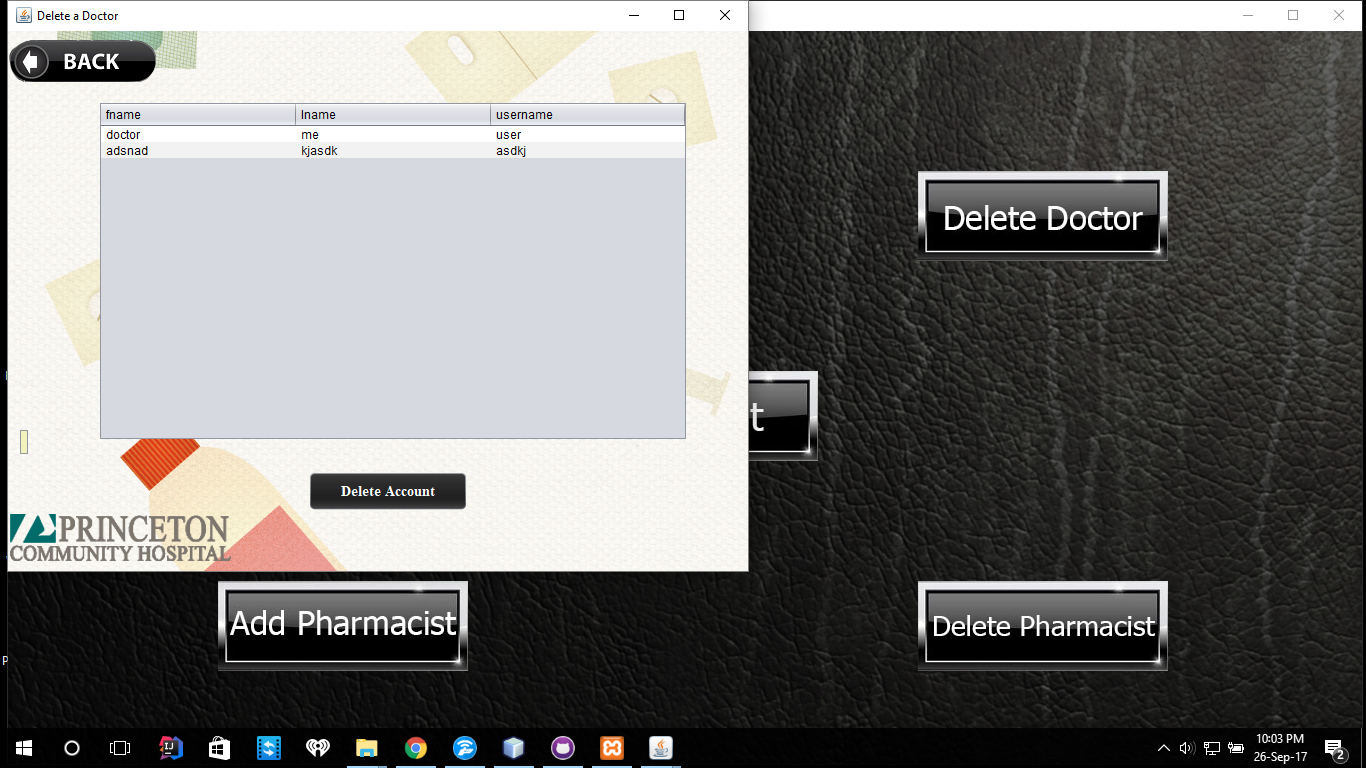 Delete a Doctor
BACK
fname lname username
doctor me user
adsnad kjasdk asdkj
Delete Account
PRINCETON
COMMUNITY HOSPITAL
Delete Doctor
t
Add Pharmacist
Delete Pharmacist
P
IJ
10:03 PM
26-Sep-17
2